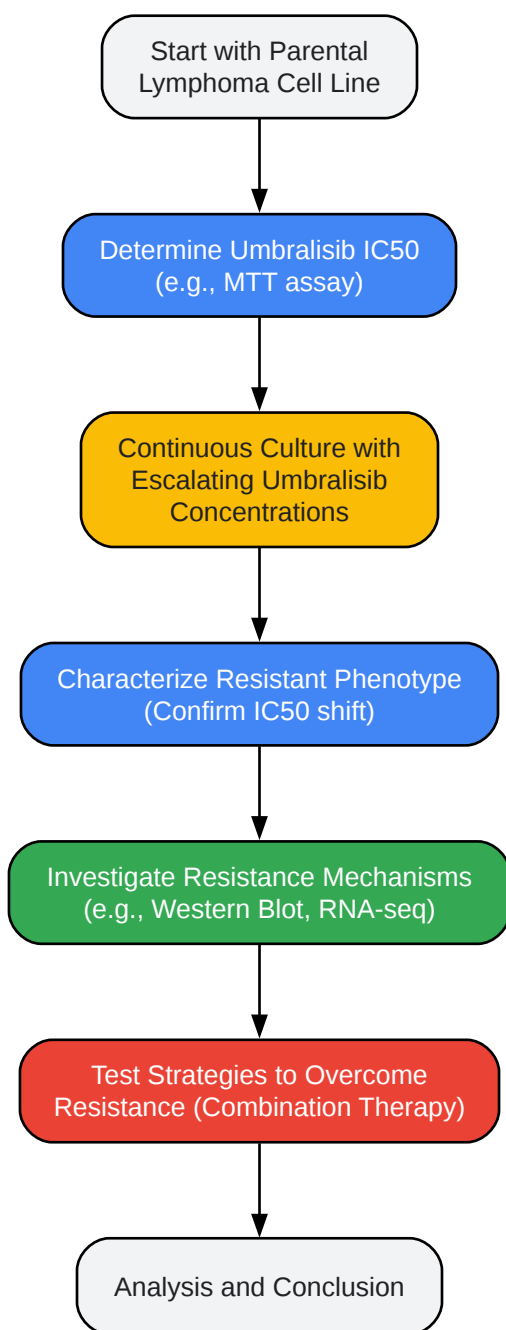 Start with Parental
Lymphoma Cell Line
Determine Umbralisib IC50
(e.g., MTT assay)
Continuous Culture with
Escalating Umbralisib
Concentrations
Characterize Resistant Phenotype
(Confirm IC50 shift)
Investigate Resistance Mechanisms
(e.g., Western Blot, RNA-seq)
Test Strategies to Overcome
Resistance (Combination Therapy)
Analysis and Conclusion